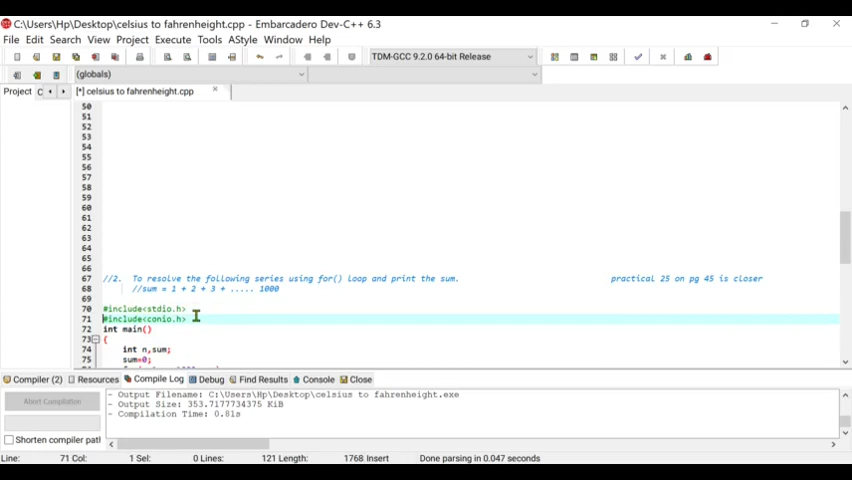 C:\Users\Hp\Desktop\celsius to fahrenheight.cpp - Embarcadero Dev-C++ 6.3
File Edit Search View Project Execute Tools AStyle Window Help
TDM-GCC 9.2.0 64-bit Release
(globals)
Project C [*] celsius to fahrenheight.cpp
50
51
52
53
54
55
56
57
58
59
60
61
62
63
64
65
66
67 //2. To resolve the following series using for() loop and print the sum. practical 25 on pg 45 is closer
68 //sum = 1 + 2 + 3 + ..... 1000
69
70 #include<stdio.h>
71 #include<conio.h>
72 int main()
73 {
74 int n,sum;
75 sum=0;
Compiler (2) Resources Compile Log Debug Find Results Console Close
Abort Compilation
- Output Filename: C:\Users\Hp\Desktop\celsius to fahrenheight.exe
- Output Size: 353.7177734375 KiB
- Compilation Time: 0.81s
Shorten compiler patl
Line: 71 Col: 1 Sel: 0 Lines: 121 Length: 1768 Insert Done parsing in 0.047 seconds